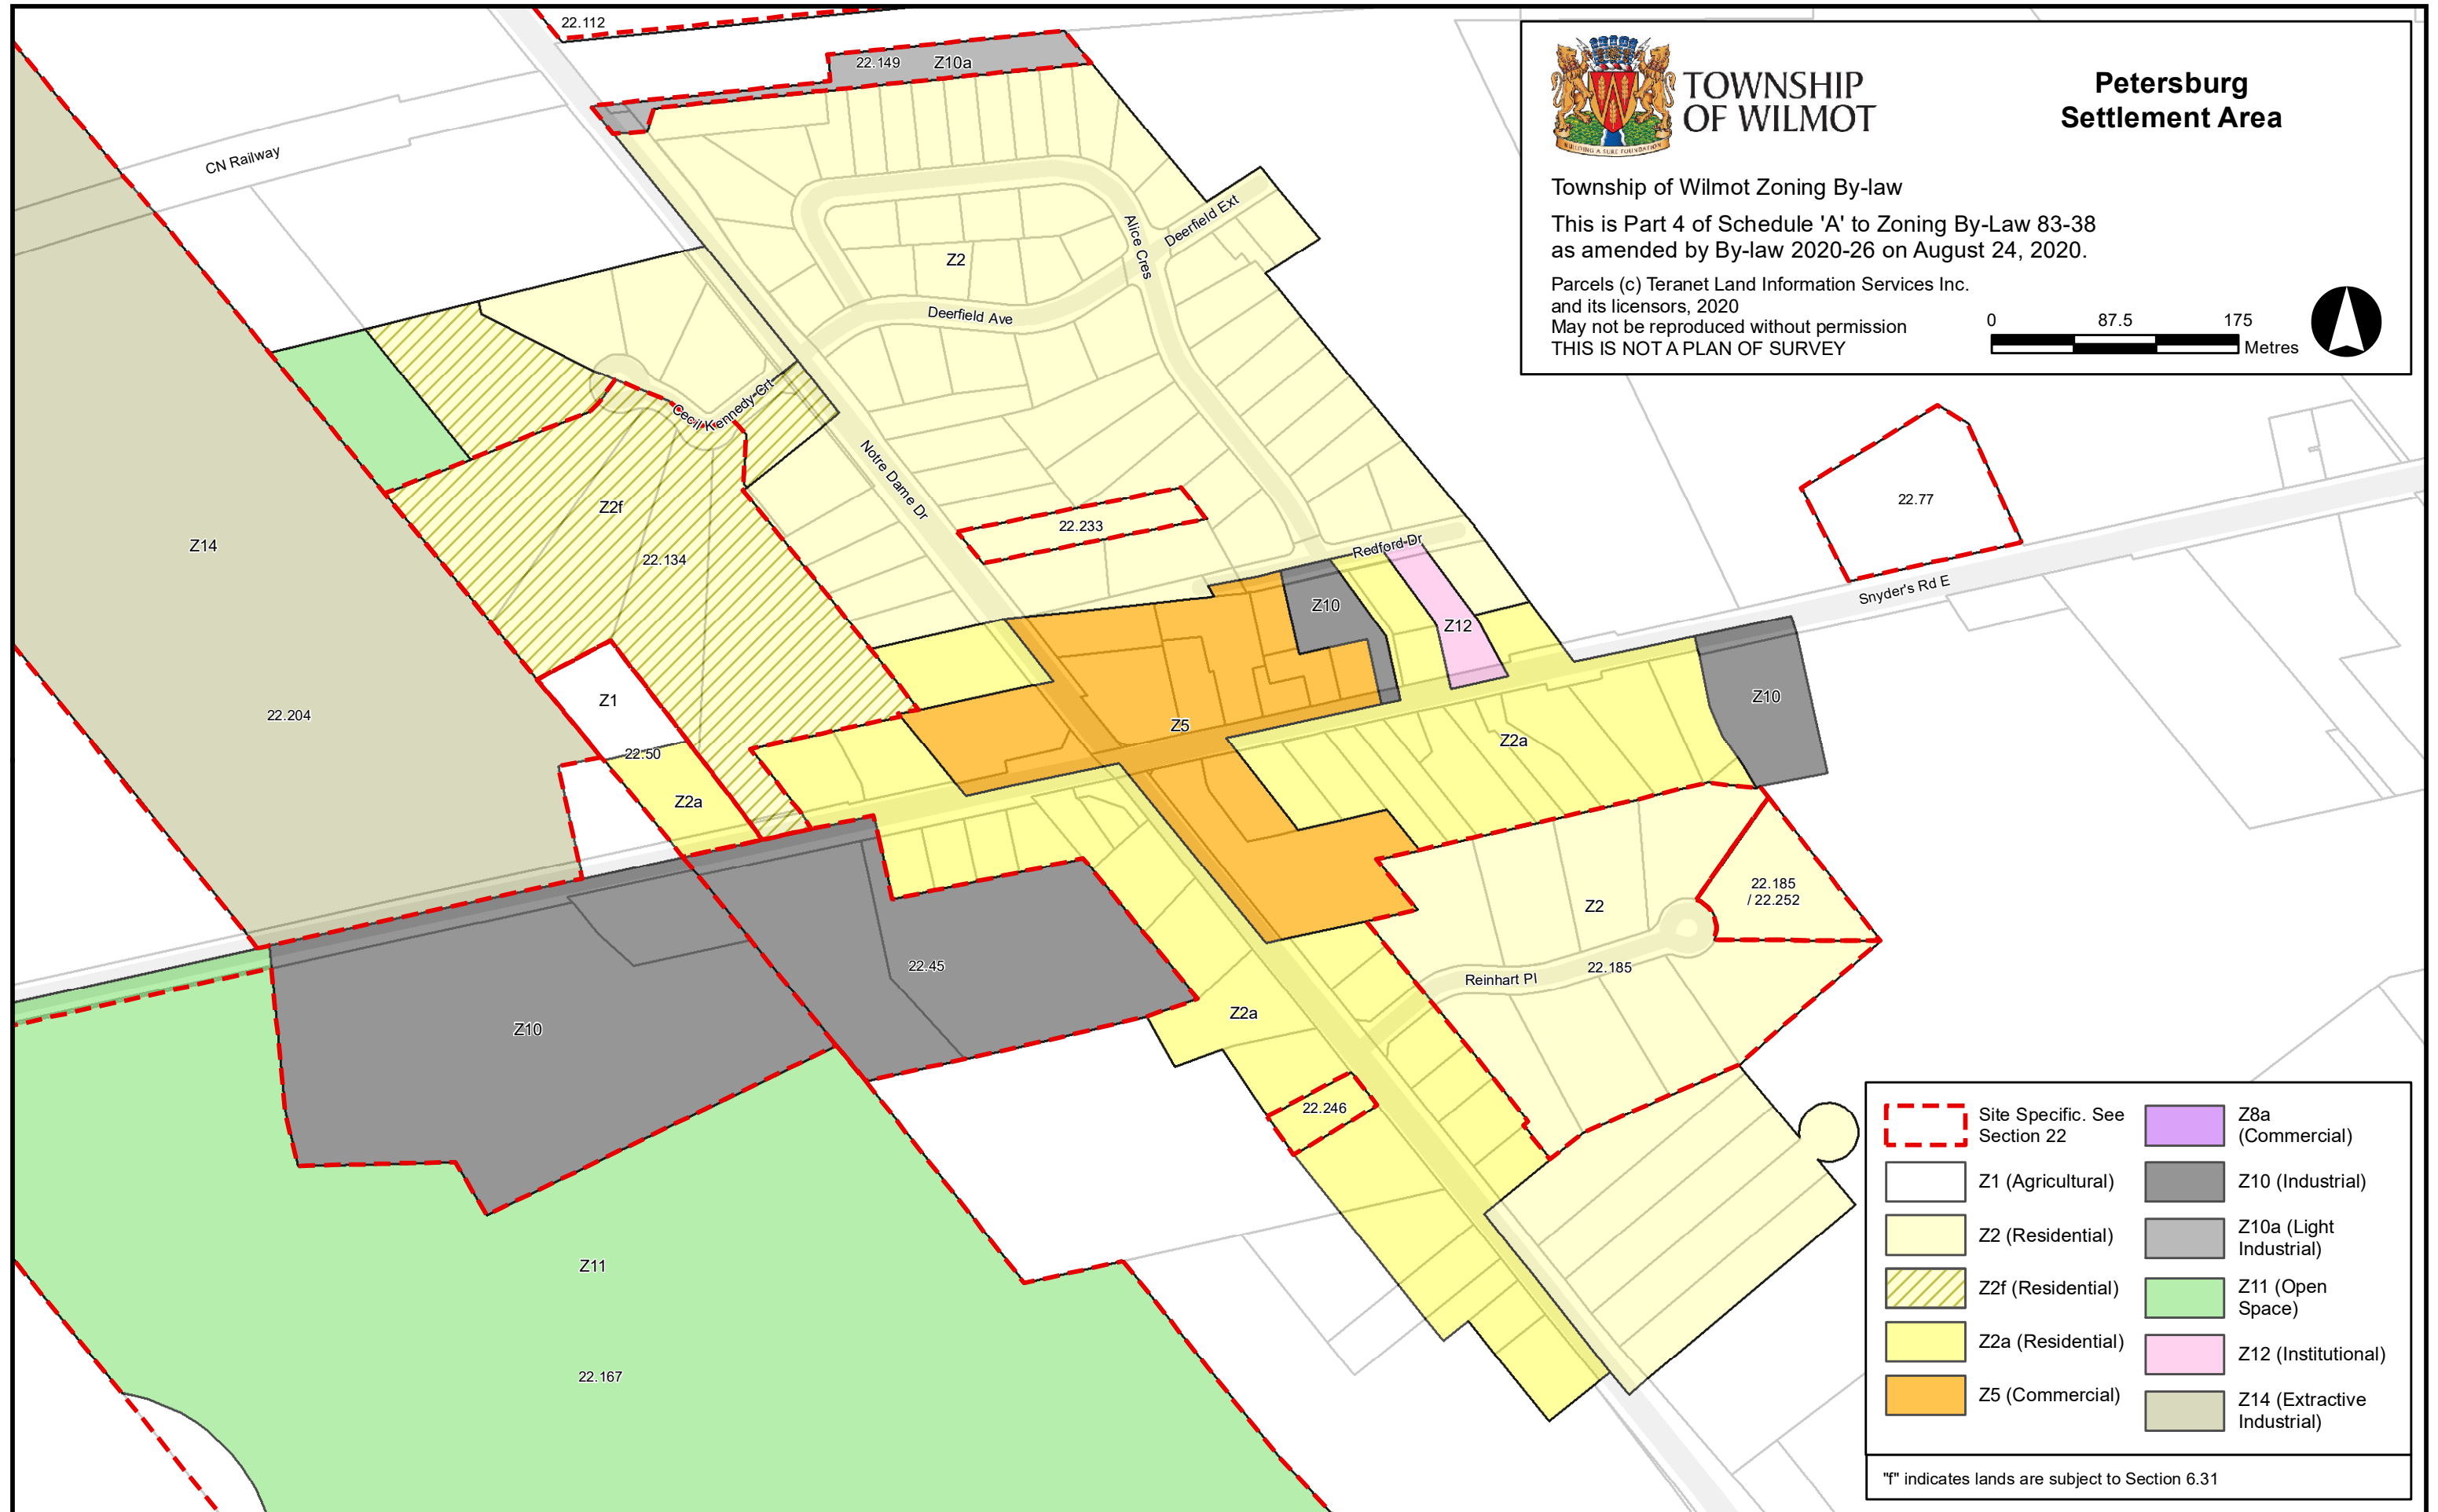 22.112
22.149
Z10a
CN Railway
Z2
Alice Cres
Deerfield Ext
Deerfield Ave
Cecil Kennedy Crt
Notre Dame Dr
Z2f
22.134
Z14
22.204
22.233
Redford Dr
Z10
Z12
22.77
Snyder's Rd E
Z1
22.50
Z2a
Z5
Z2a
Z10
22.185
/ 22.252
Z2
22.185
Reinhart Pl
22.45
Z10
Z2a
22.246
Z11
22.167
TOWNSHIP
OF WILMOT
BUILDING A SURE FOUNDATION
Petersburg
Settlement Area
Township of Wilmot Zoning By-law
This is Part 4 of Schedule 'A' to Zoning By-Law 83-38
as amended by By-law 2020-26 on August 24, 2020.
Parcels (c) Teranet Land Information Services Inc.
and its licensors, 2020
May not be reproduced without permission
THIS IS NOT A PLAN OF SURVEY
0 87.5 175
Metres
Site Specific. See
Section 22
Z1 (Agricultural)
Z2 (Residential)
Z2f (Residential)
Z2a (Residential)
Z5 (Commercial)
Z8a
(Commercial)
Z10 (Industrial)
Z10a (Light
Industrial)
Z11 (Open
Space)
Z12 (Institutional)
Z14 (Extractive
Industrial)
"f" indicates lands are subject to Section 6.31